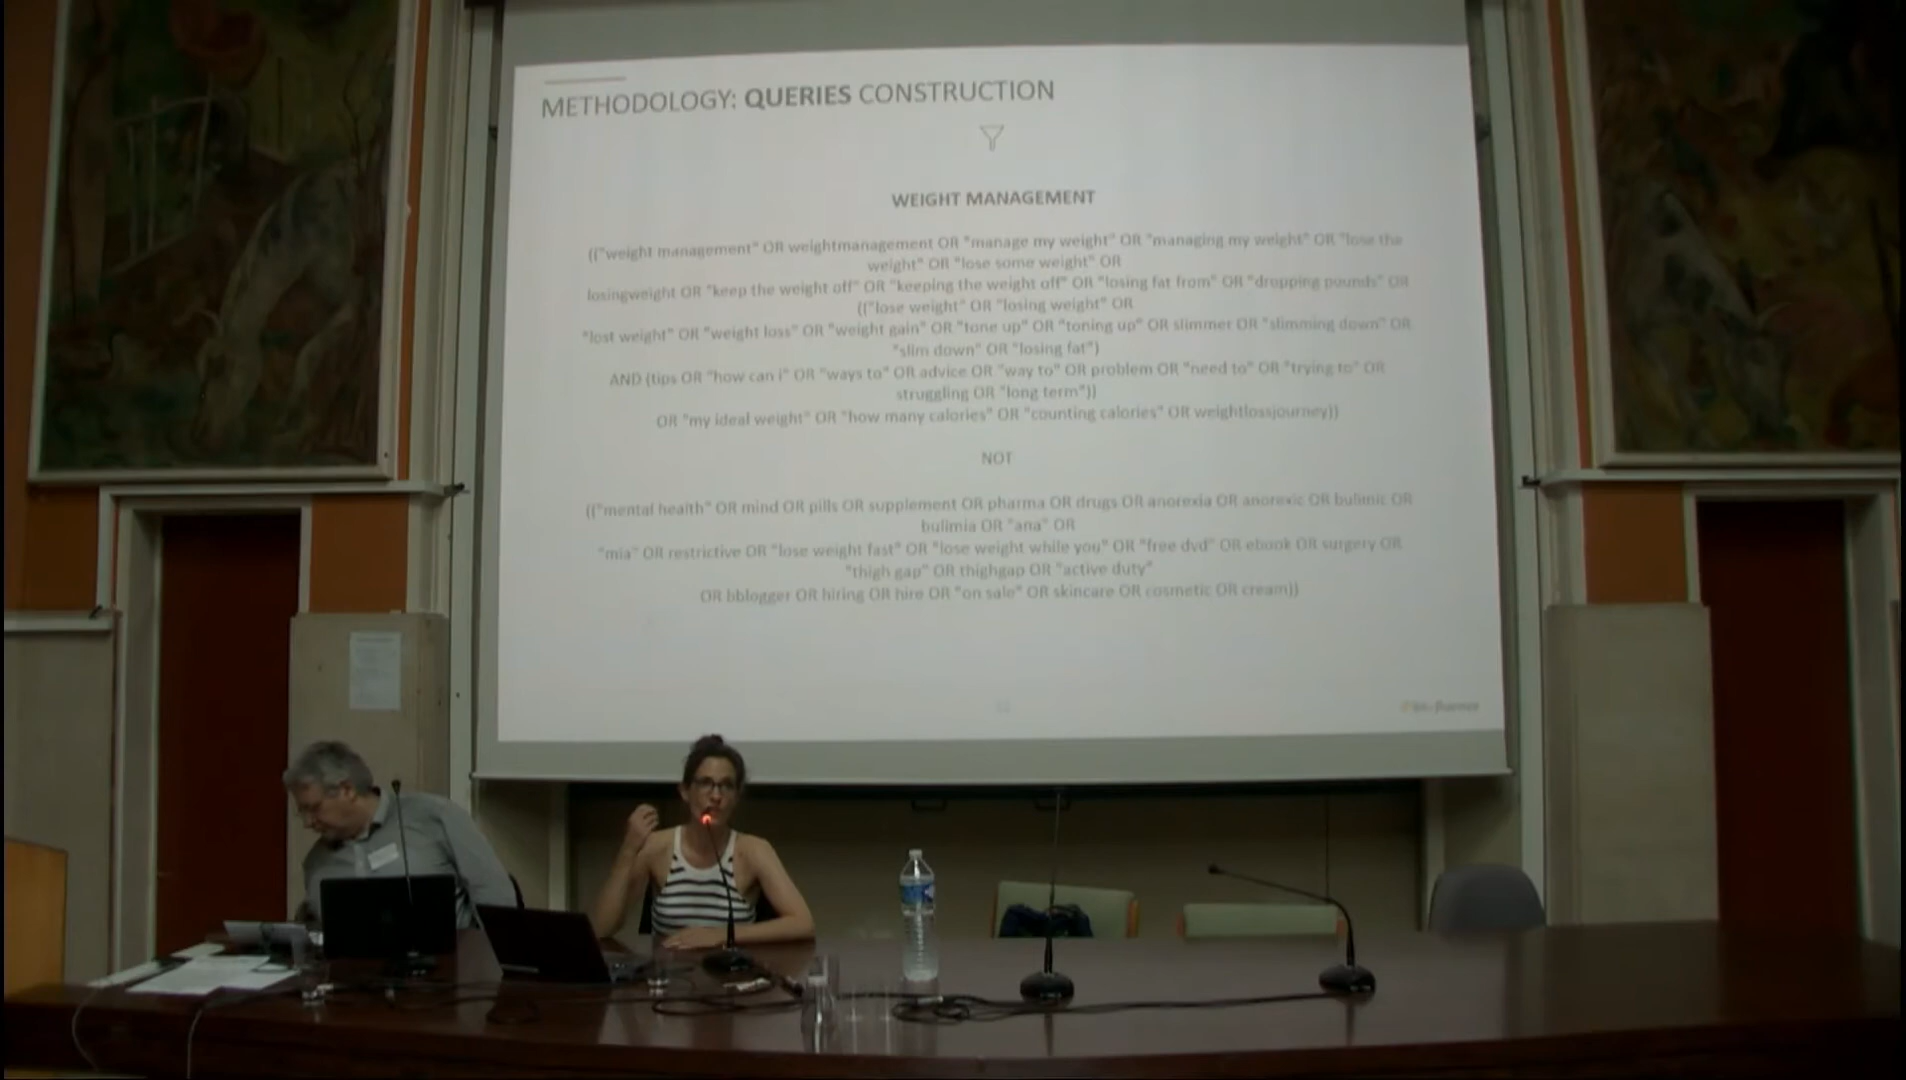 METHODOLOGY: QUERIES CONSTRUCTION
WEIGHT MANAGEMENT
(("weight management" OR weightmanagement OR "manage my weight" OR "managing my weight" OR "lose the
weight" OR "lose some weight" OR
losingweight OR "keep the weight off" OR "keeping the weight off" OR "losing fat from" OR "dropping pounds" OR
(("lose weight" OR "losing weight" OR
"lost weight" OR "weight loss" OR "weight gain" OR "tone up" OR "toning up" OR slimmer OR "slimming down" OR
"slim down" OR "losing fat")
AND (tips OR "how can i" OR "ways to" OR advice OR "way to" OR problem OR "need to" OR "trying to" OR
struggling OR "long term"))
OR "my ideal weight" OR "how many calories" OR "counting calories" OR weightlossjourney))
NOT
(("mental health" OR mind OR pills OR supplement OR pharma OR drugs OR anorexia OR anorexic OR bulimic OR
bulimia OR "ana" OR
"mia" OR restrictive OR "lose weight fast" OR "lose weight while you" OR "free dvd" OR ebook OR surgery OR
"thigh gap" OR thighgap OR "active duty"
OR bblogger OR hiring OR hire OR "on sale" OR skincare OR cosmetic OR cream))